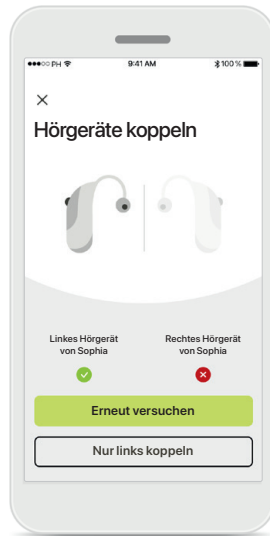 PH 9:41 AM 100 %
Hörgeräte koppeln
Linkes Hörgerät
von Sophia
Rechtes Hörgerät
von Sophia
Erneut versuchen
Nur links koppeln